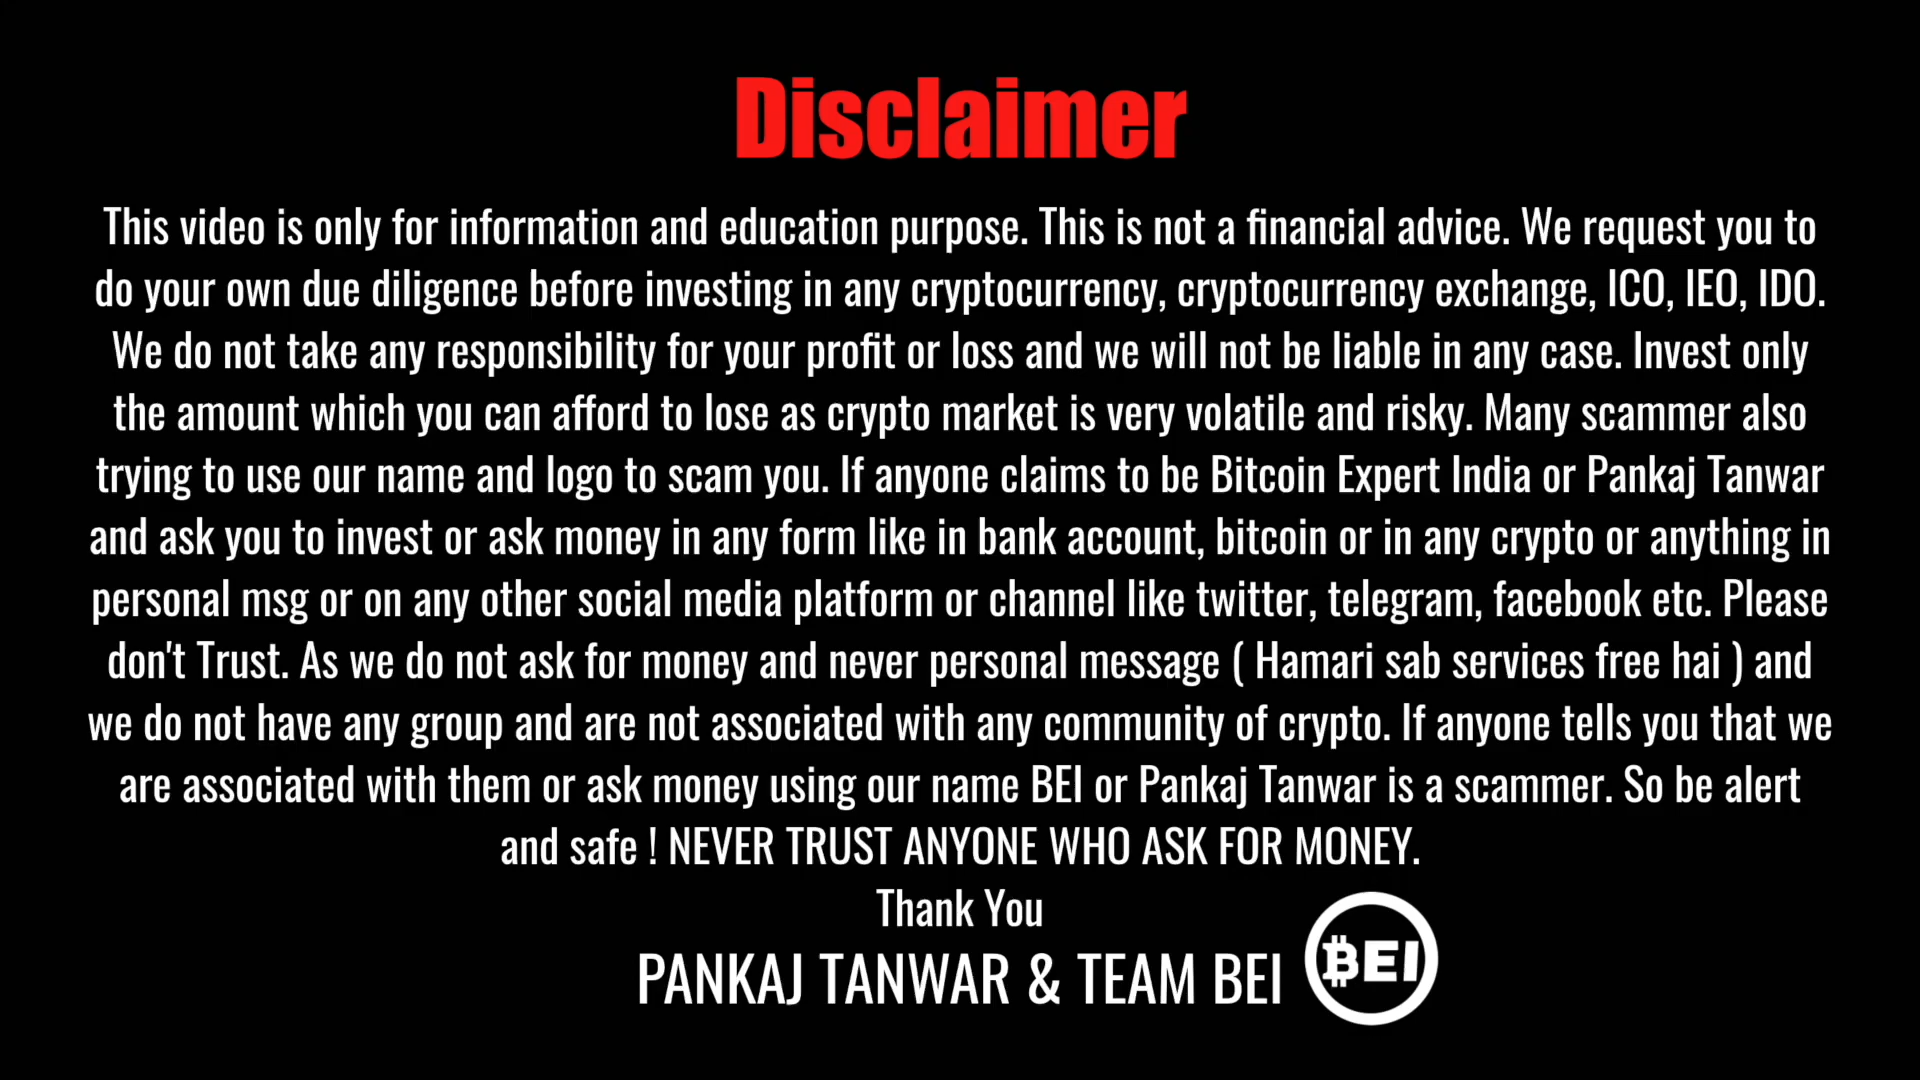 Disclaimer
This video is only for information and education purpose. This is not a financial advice. We request you to
do your own due diligence before investing in any cryptocurrency, cryptocurrency exchange, ICO, IEO, IDO.
We do not take any responsibility for your profit or loss and we will not be liable in any case. Invest only
the amount which you can afford to lose as crypto market is very volatile and risky. Many scammer also
trying to use our name and logo to scam you. If anyone claims to be Bitcoin Expert India or Pankaj Tanwar
and ask you to invest or ask money in any form like in bank account, bitcoin or in any crypto or anything in
personal msg or on any other social media platform or channel like twitter, telegram, facebook etc. Please
don't Trust. As we do not ask for money and never personal message ( Hamari sab services free hai ) and
we do not have any group and are not associated with any community of crypto. If anyone tells you that we
are associated with them or ask money using our name BEI or Pankaj Tanwar is a scammer. So be alert
and safe ! NEVER TRUST ANYONE WHO ASK FOR MONEY.
Thank You
PANKAJ TANWAR & TEAM BEI
BEI